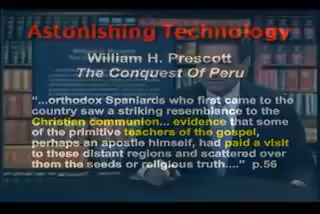 Astonishing Technology
William H. Prescott
The Conquest Of Peru
"...orthodox Spaniards who first came to the
country saw a striking resemblance to the
Christian communion... evidence that some
of the primitive teachers of the gospel,
perhaps an apostle himself, had paid a visit
to these distant regions and scattered over
them the seeds or religious truth...." p.56